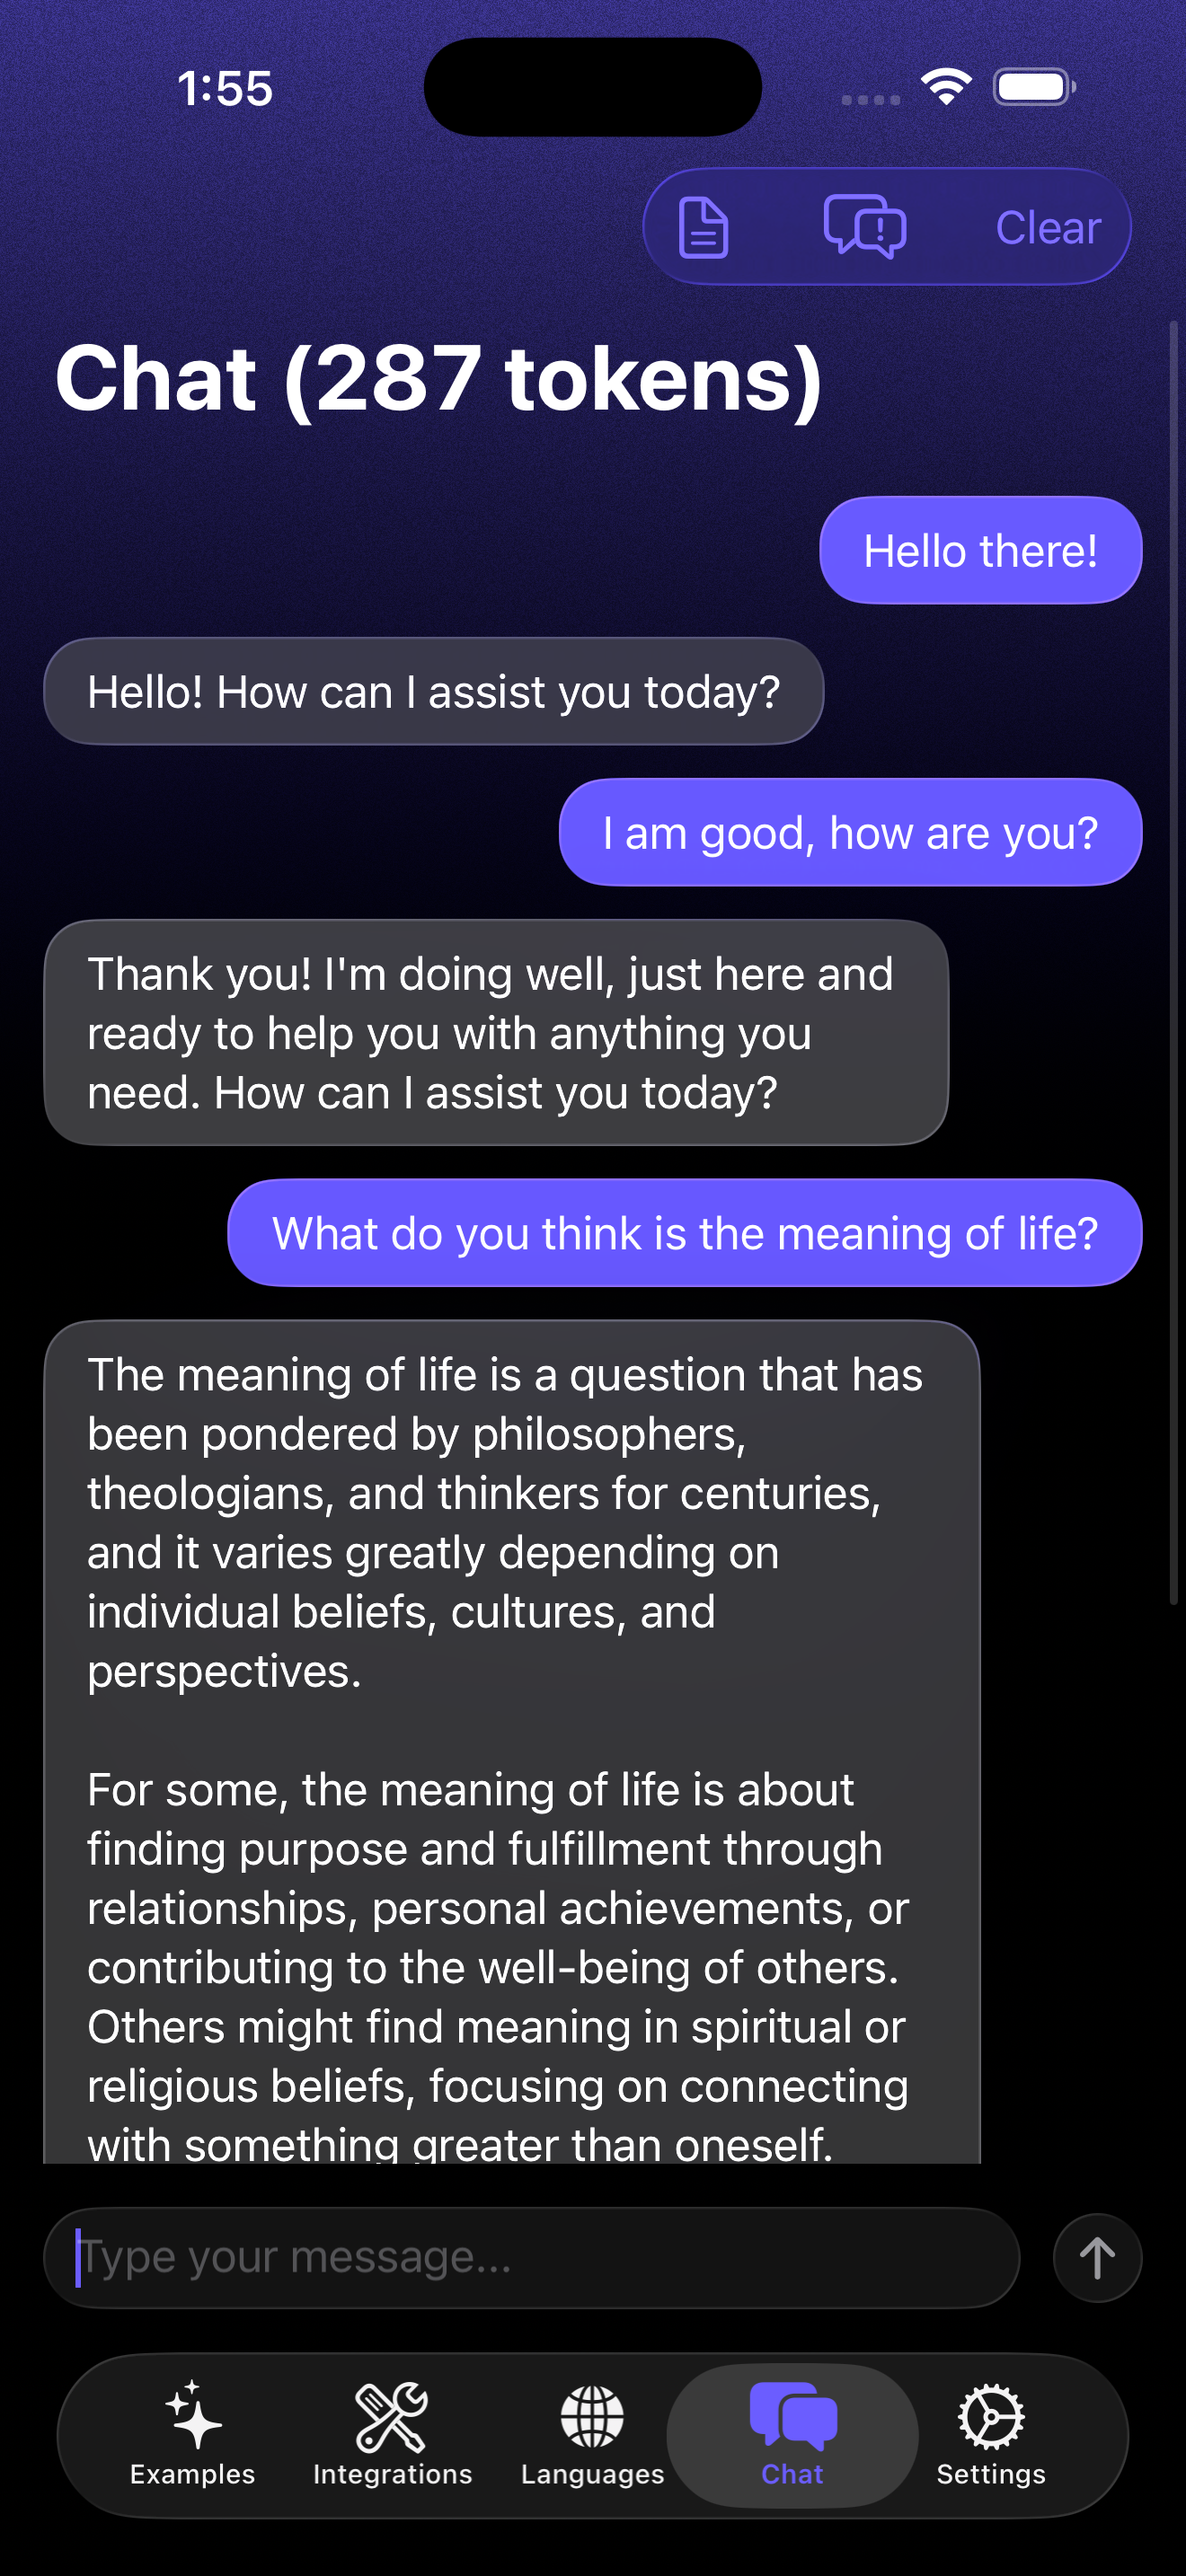 1:55
Clear
Chat (287 tokens)
Hello there!
Hello! How can I assist you today?
I am good, how are you?
Thank you! I'm doing well, just here and
ready to help you with anything you
need. How can I assist you today?
What do you think is the meaning of life?
The meaning of life is a question that has
been pondered by philosophers,
theologians, and thinkers for centuries,
and it varies greatly depending on
individual beliefs, cultures, and
perspectives.
For some, the meaning of life is about
finding purpose and fulfillment through
relationships, personal achievements, or
contributing to the well-being of others.
Others might find meaning in spiritual or
religious beliefs, focusing on connecting
with something greater than oneself.
Type your message...
Examples
Integrations
Languages
Chat
Settings